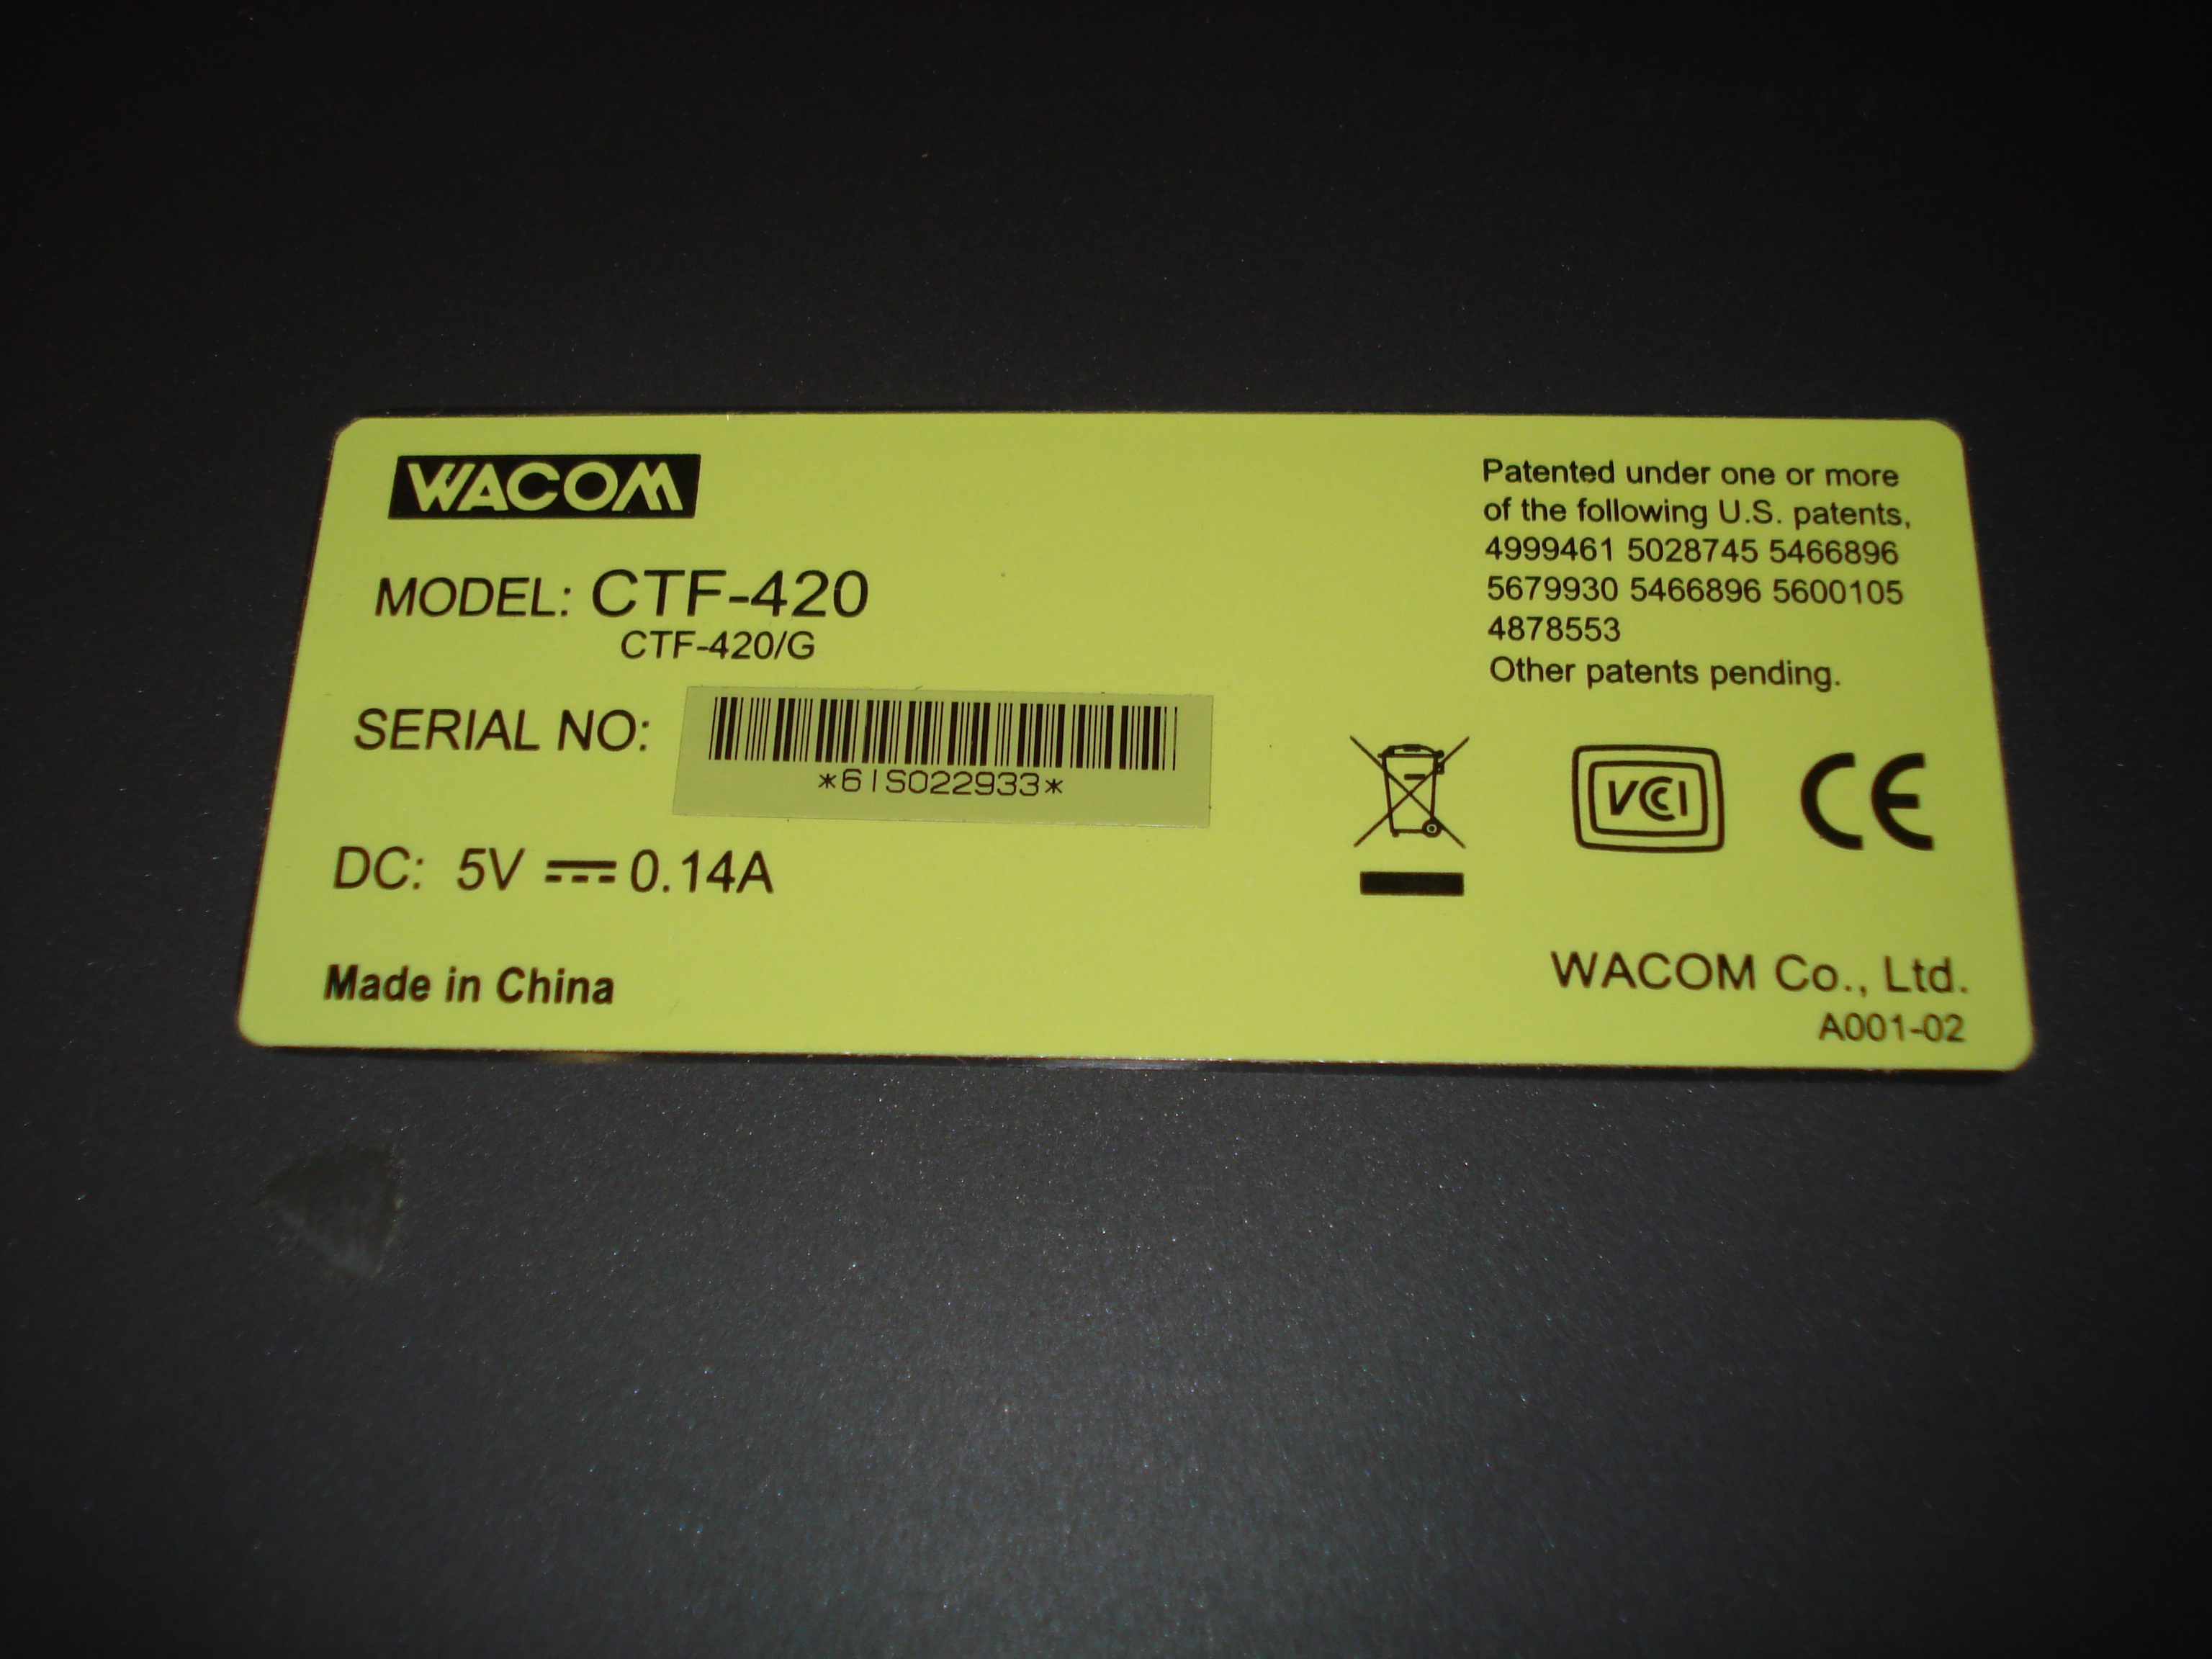 WACOM
MODEL: CTF-420
CTF-420/G
SERIAL NO:
*6IS022933*
DC: 5V ⎓ 0.14A
Made in China
Patented under one or more
of the following U.S. patents,
4999461 5028745 5466896
5679930 5466896 5600105
4878553
Other patents pending.
VCCI
CE
WACOM Co., Ltd.
A001-02